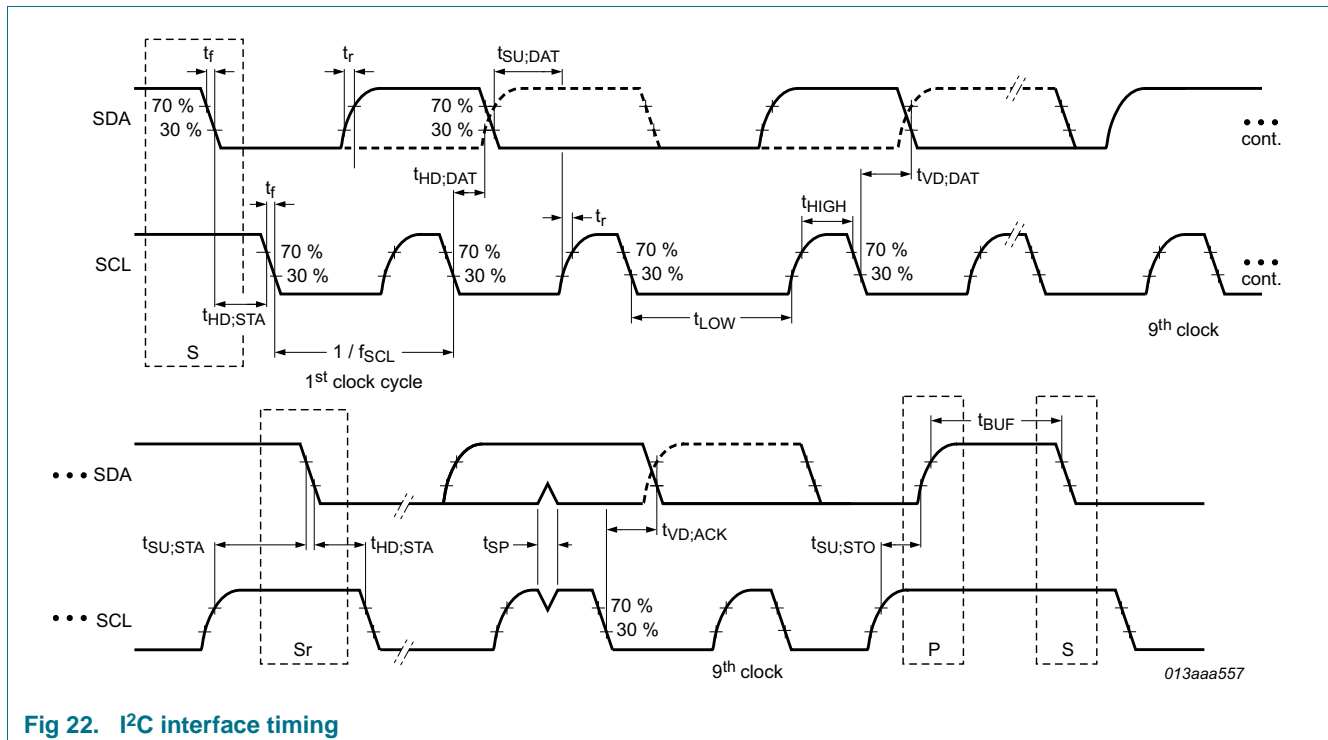 tf
tr
tSU;DAT
SDA
70 %
30 %
70 %
30 %
••• cont.
tHD;DAT
tVD;DAT
tf
tr
tHIGH
SCL
70 %
30 %
70 %
30 %
70 %
30 %
70 %
30 %
••• cont.
tHD;STA
tLOW
9th clock
S
1 / fSCL
1st clock cycle
tBUF
••• SDA
tSU;STA
tHD;STA
tSP
tVD;ACK
tSU;STO
••• SCL
70 %
30 %
Sr
9th clock
P
S
013aaa557
Fig 22. I²C interface timing